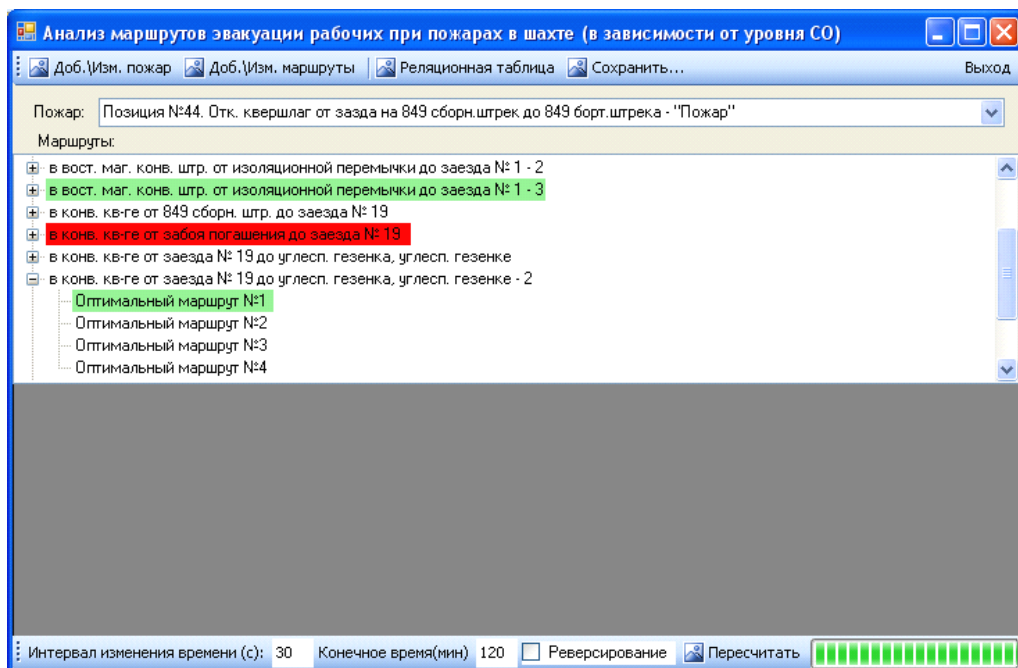 Анализ маршрутов эвакуации рабочих при пожарах в шахте (в зависимости от уровня СО)
Доб.\Изм. пожар Доб.\Изм. маршруты Реляционная таблица Сохранить... Выход
Пожар: Позиция №44. Отк. квершлаг от зазда на 849 сборн.штрек до 849 борт.штрека - "Пожар"
Маршруты:
в вост. маг. конв. штр. от изоляционной перемычки до заезда № 1 - 2
в вост. маг. конв. штр. от изоляционной перемычки до заезда № 1 - 3
в конв. кв-ге от 849 сборн. штр. до заезда № 19
в конв. кв-ге от забоя погашения до заезда № 19
в конв. кв-ге от заезда № 19 до углесп. гезенка, углесп. гезенке
в конв. кв-ге от заезда № 19 до углесп. гезенка, углесп. гезенке - 2
Оптимальный маршрут №1
Оптимальный маршрут №2
Оптимальный маршрут №3
Оптимальный маршрут №4
Интервал изменения времени (с): 30 Конечное время(мин) 120 Реверсирование Пересчитать